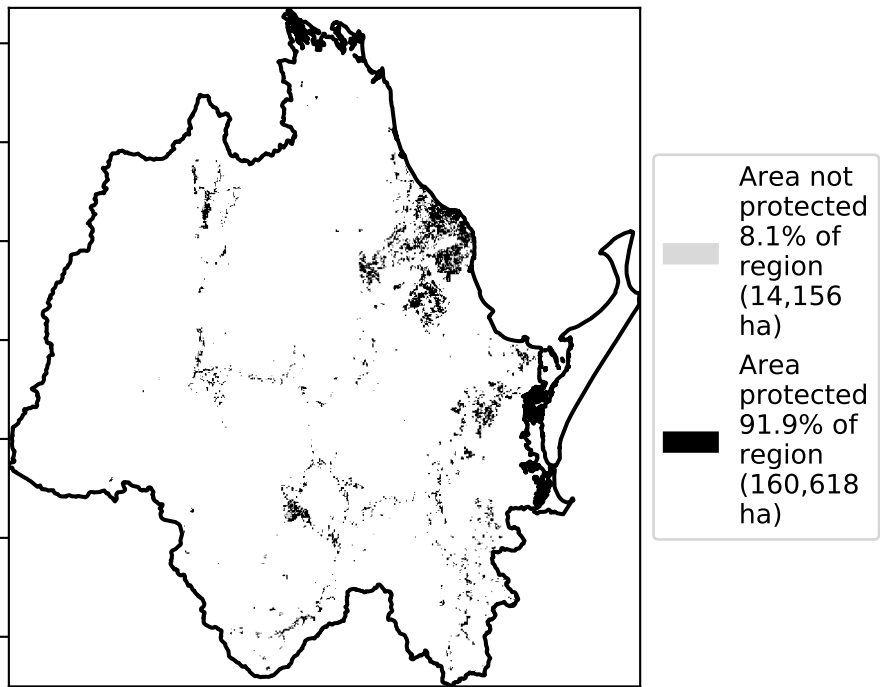 Area not
protected
8.1% of
region
(14,156
ha)
Area
protected
91.9% of
region
(160,618
ha)